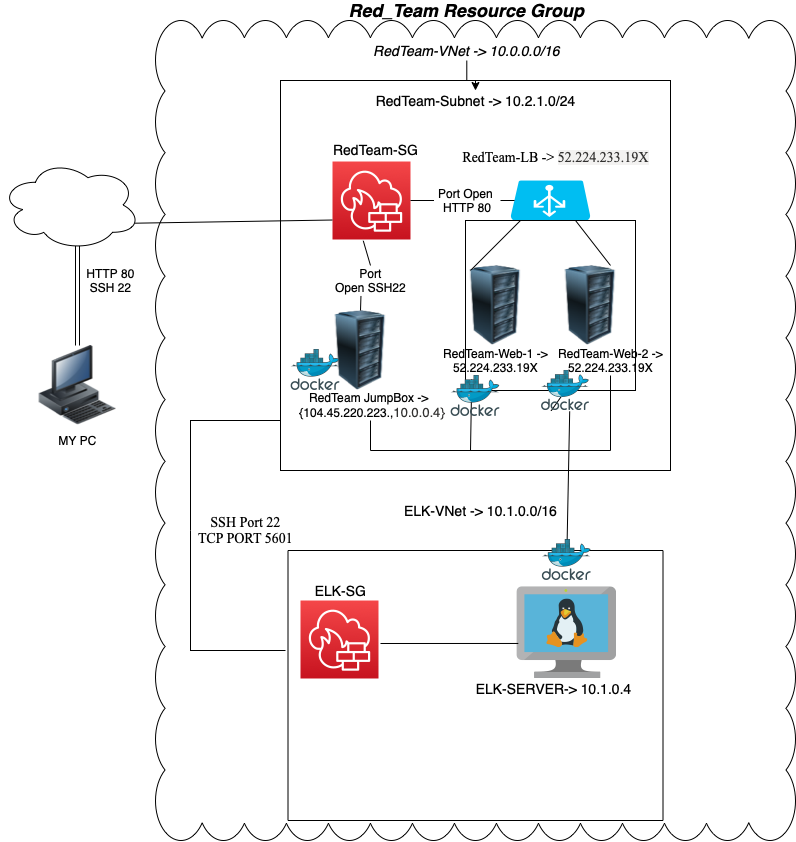 Red_Team Resource Group
RedTeam-VNet -> 10.0.0.0/16
RedTeam-Subnet -> 10.2.1.0/24
RedTeam-SG
RedTeam-LB -> 52.224.233.19X
Port Open
HTTP 80
HTTP 80
SSH 22
Port
Open SSH22
MY PC
docker
RedTeam JumpBox ->
{104.45.220.223.,10.0.0.4}
RedTeam-Web-1 ->
52.224.233.19X
docker
RedTeam-Web-2 ->
52.224.233.19X
docker
SSH Port 22
TCP PORT 5601
ELK-VNet -> 10.1.0.0/16
docker
ELK-SG
ELK-SERVER-> 10.1.0.4